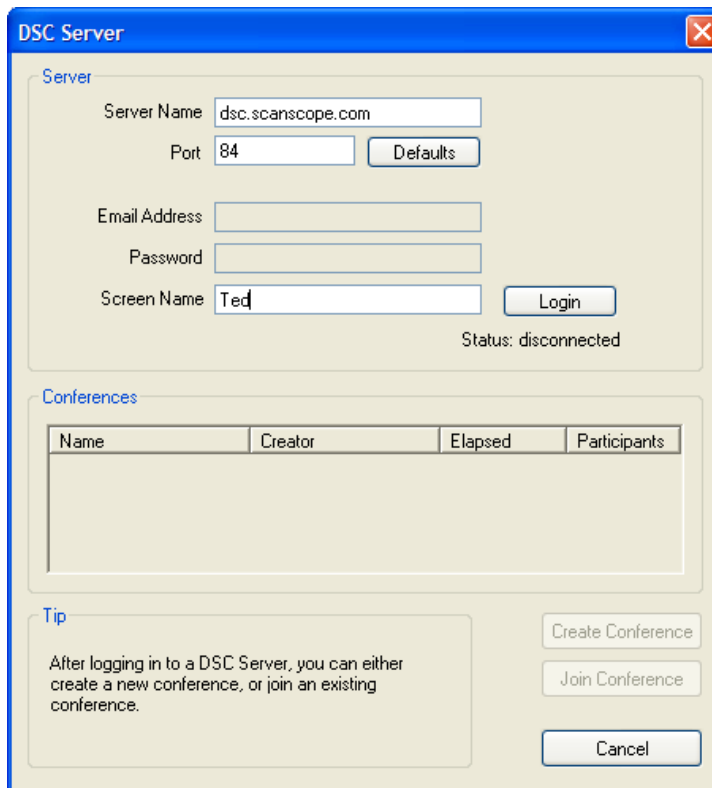 DSC Server
Server
Server Name dsc.scanscope.com
Port 84 Defaults
Email Address
Password
Screen Name Ted Login
Status: disconnected
Conferences
Name Creator Elapsed Participants
Tip
After logging in to a DSC Server, you can either
create a new conference, or join an existing
conference.
Create Conference
Join Conference
Cancel